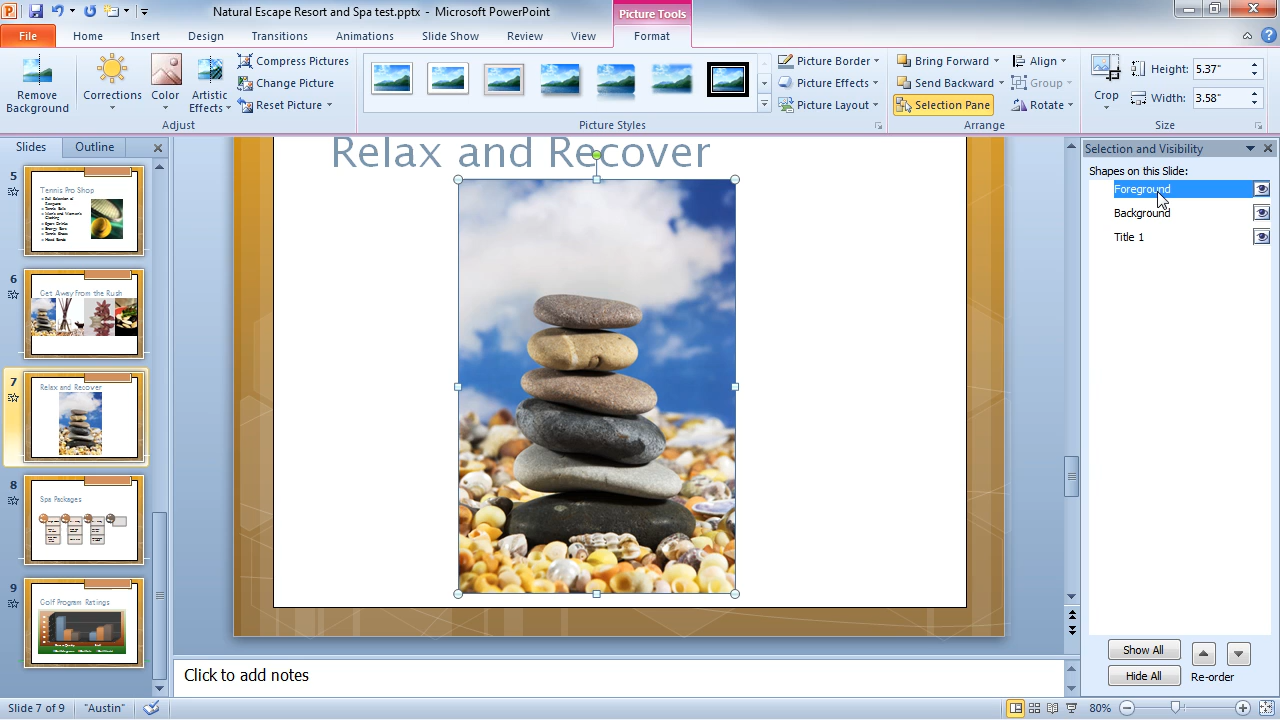 Natural Escape Resort and Spa test.pptx - Microsoft PowerPoint
Picture Tools
File Home Insert Design Transitions Animations Slide Show Review View Format
Remove Background
Corrections
Color
Artistic Effects
Compress Pictures
Change Picture
Reset Picture
Adjust
Picture Styles
Picture Border
Picture Effects
Picture Layout
Bring Forward
Send Backward
Selection Pane
Align
Group
Rotate
Arrange
Crop
Height: 5.37"
Width: 3.58"
Size
Slides Outline
5
Tennis Pro Shop
6
Get Away From the Rush
7
Relax and Recover
8
Spa Packages
9
Golf Program Ratings
Relax and Recover
Click to add notes
Selection and Visibility
Shapes on this Slide:
Foreground
Background
Title 1
Show All
Hide All
Re-order
Slide 7 of 9 "Austin" 80%